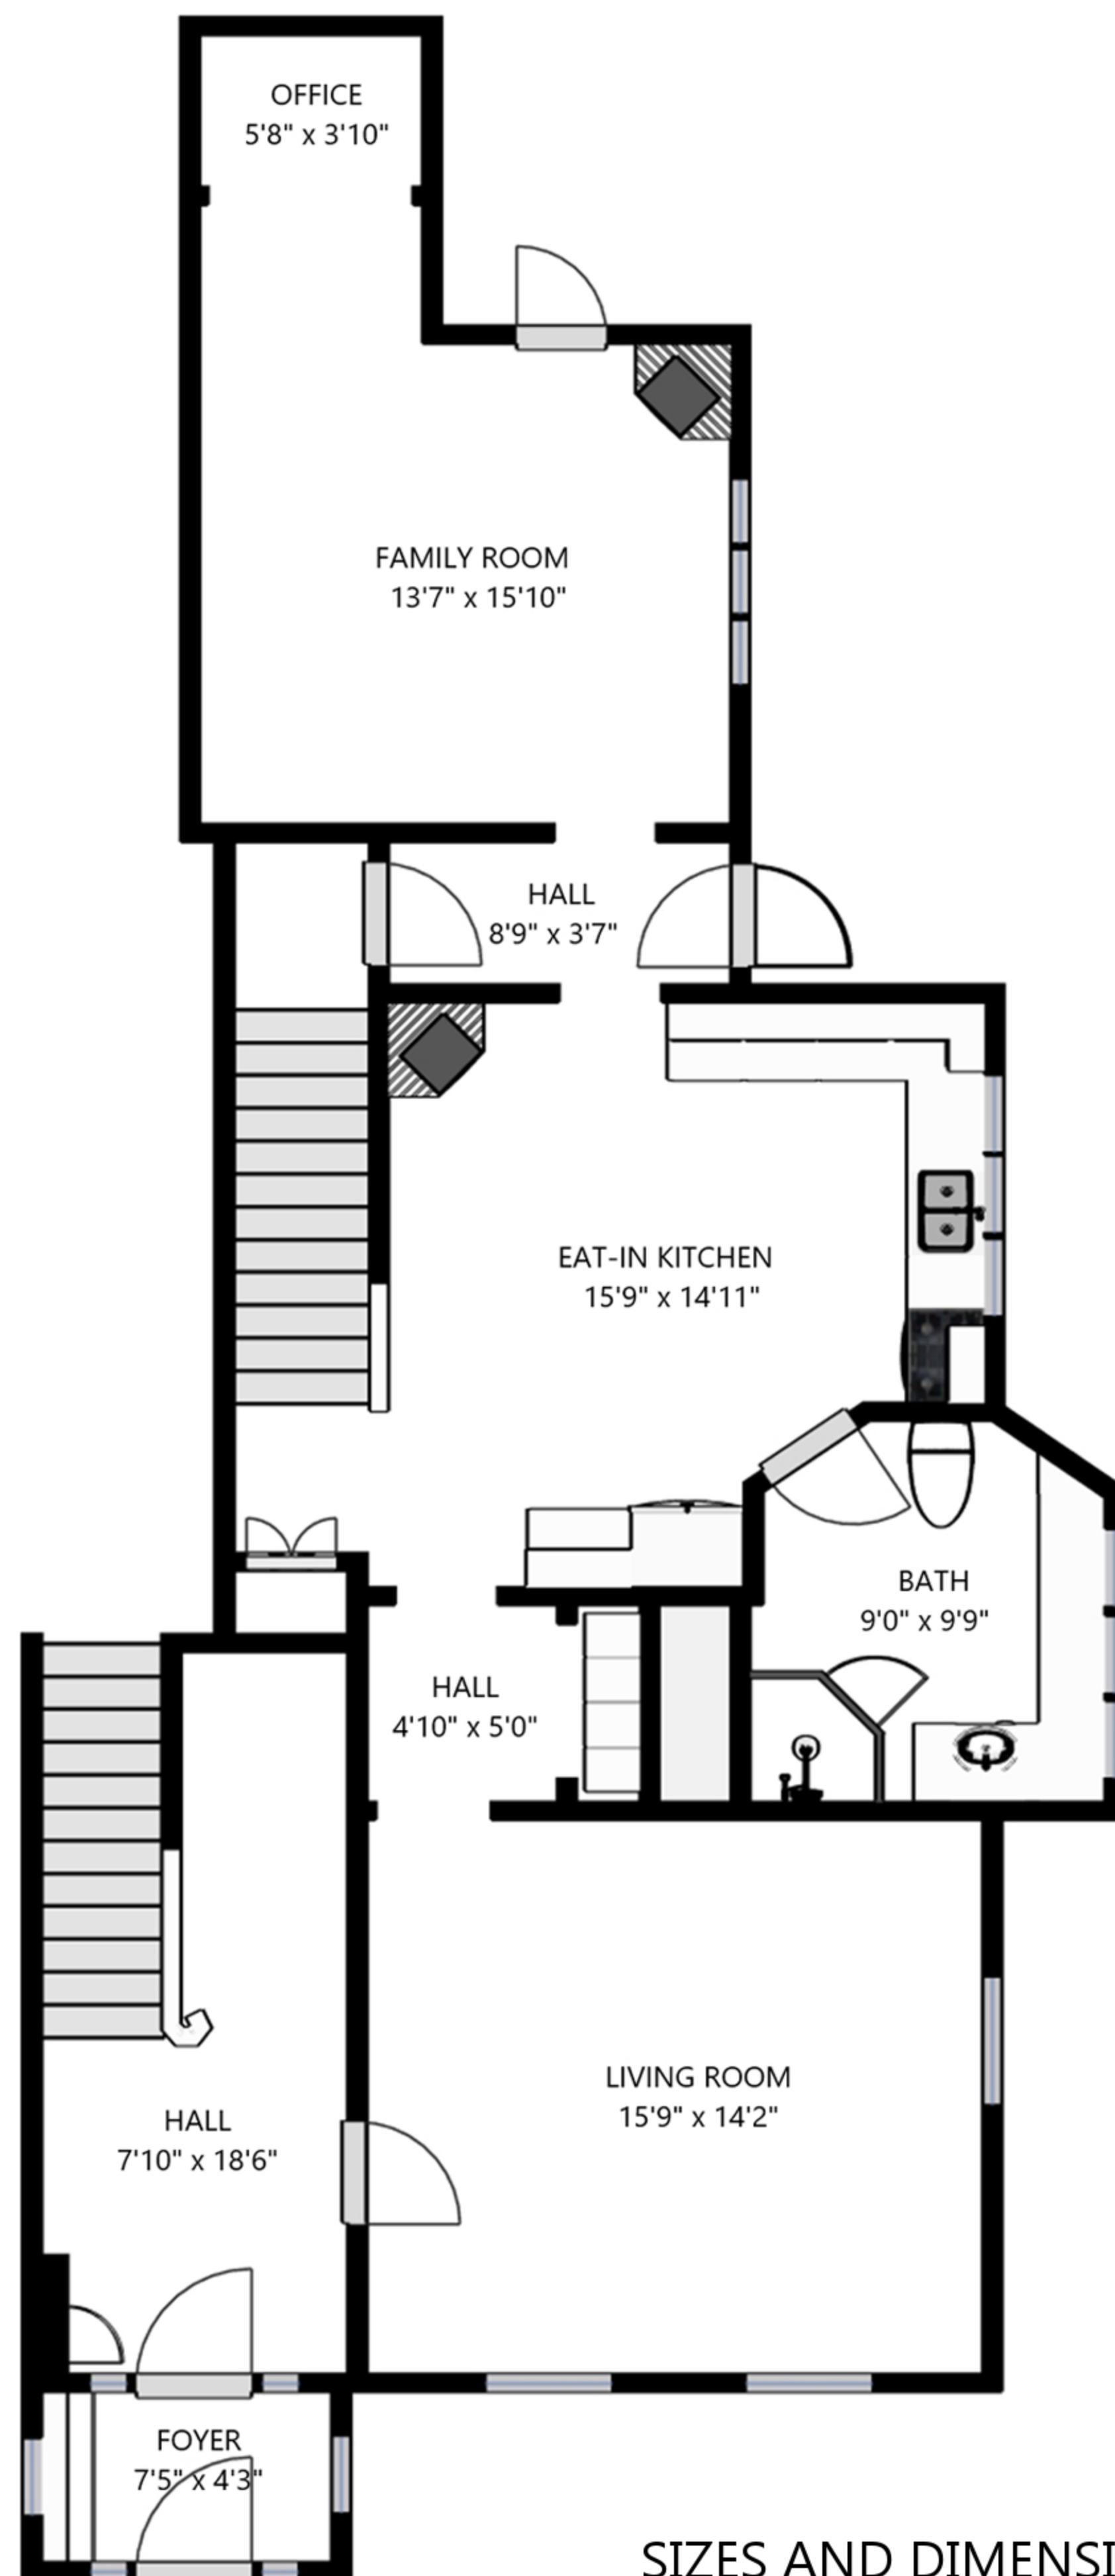 OFFICE
5'8" x 3'10"
FAMILY ROOM
13'7" x 15'10"
HALL
8'9" x 3'7"
EAT-IN KITCHEN
15'9" x 14'11"
BATH
9'0" x 9'9"
HALL
4'10" x 5'0"
LIVING ROOM
15'9" x 14'2"
HALL
7'10" x 18'6"
FOYER
7'5" x 4'3"
SIZES AND DIMENSI